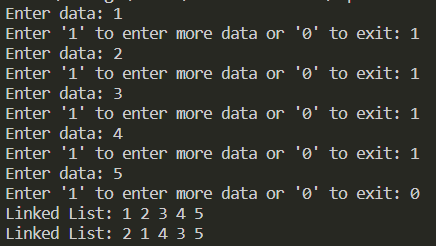 Enter data: 1
Enter '1' to enter more data or '0' to exit: 1
Enter data: 2
Enter '1' to enter more data or '0' to exit: 1
Enter data: 3
Enter '1' to enter more data or '0' to exit: 1
Enter data: 4
Enter '1' to enter more data or '0' to exit: 1
Enter data: 5
Enter '1' to enter more data or '0' to exit: 0
Linked List: 1 2 3 4 5
Linked List: 2 1 4 3 5